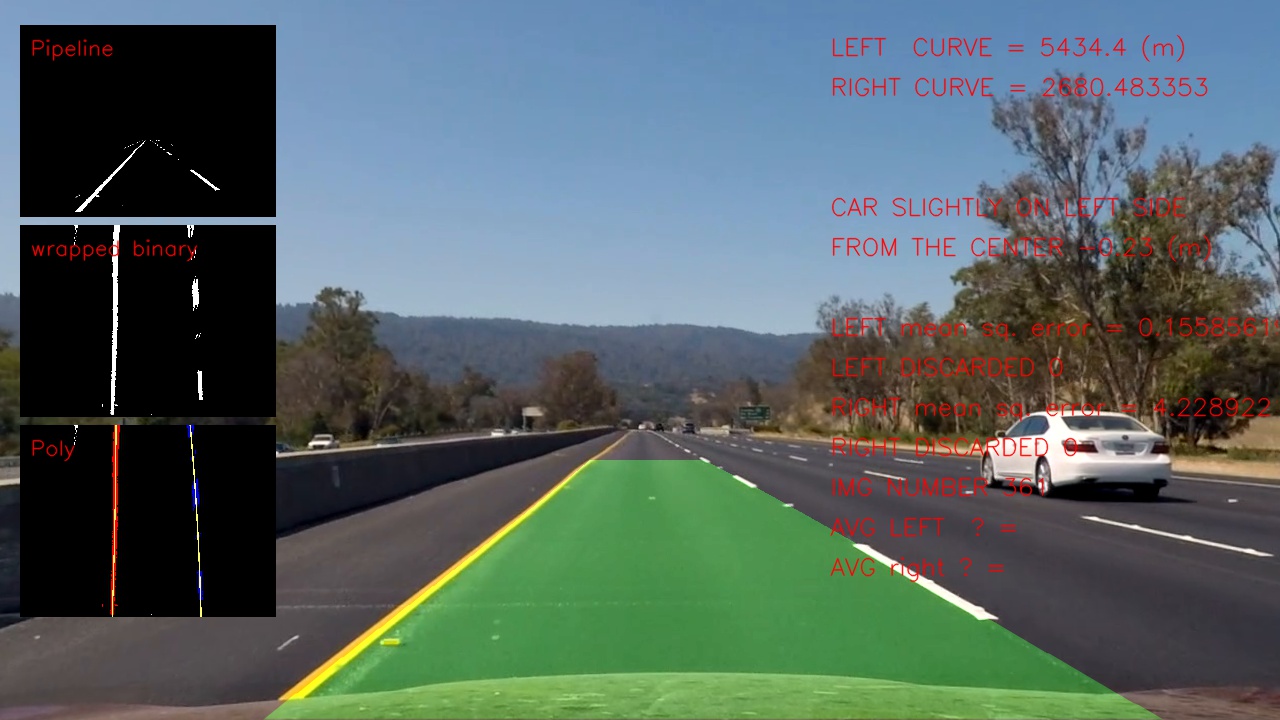 Pipeline
wrapped binary
Poly
LEFT CURVE = 5434.4 (m)
RIGHT CURVE = 2680.483353
CAR SLIGHTLY ON LEFT SIDE
FROM THE CENTER -0.23 (m)
LEFT mean sq. error = 0.1558561
LEFT DISCARDED 0
RIGHT mean sq. error = 4.228922
RIGHT DISCARDED 0
IMG NUMBER 361
AVG LEFT ? =
AVG right ? =